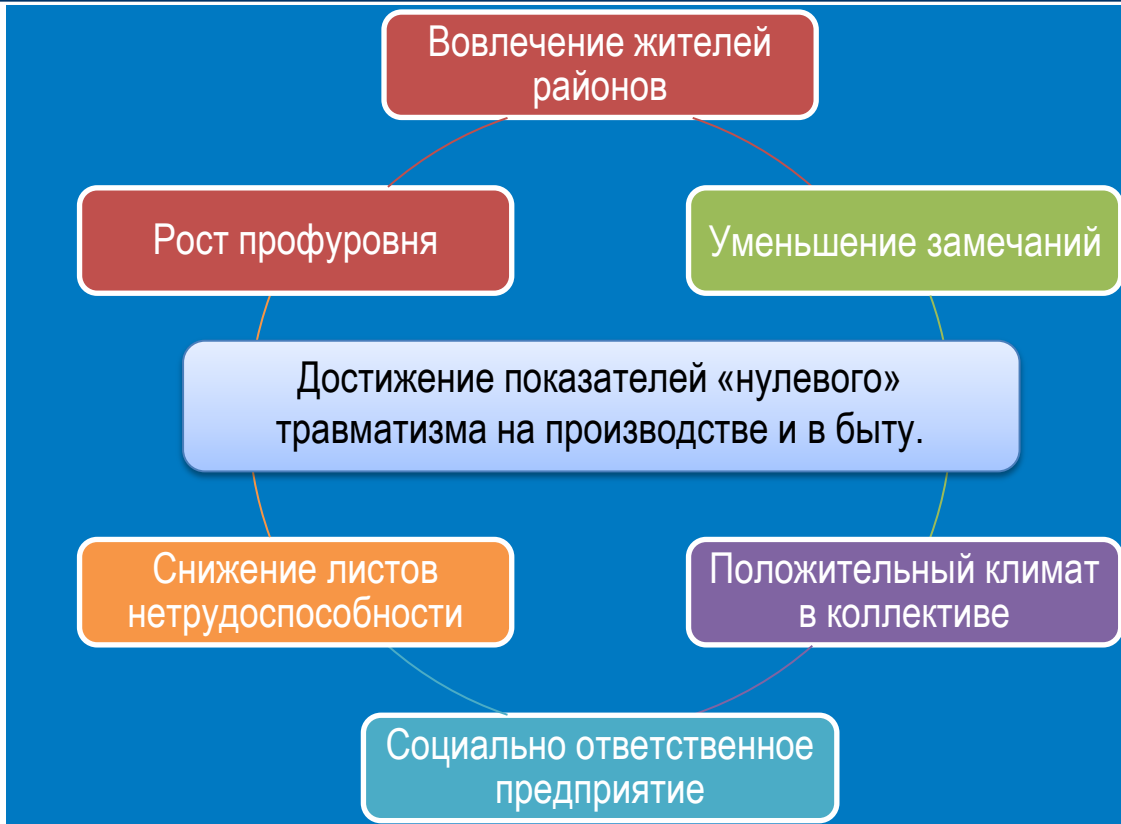 Вовлечение жителей
районов
Рост профуровня
Уменьшение замечаний
Достижение показателей «нулевого»
травматизма на производстве и в быту.
Снижение листов
нетрудоспособности
Положительный климат
в коллективе
Социально ответственное
предприятие